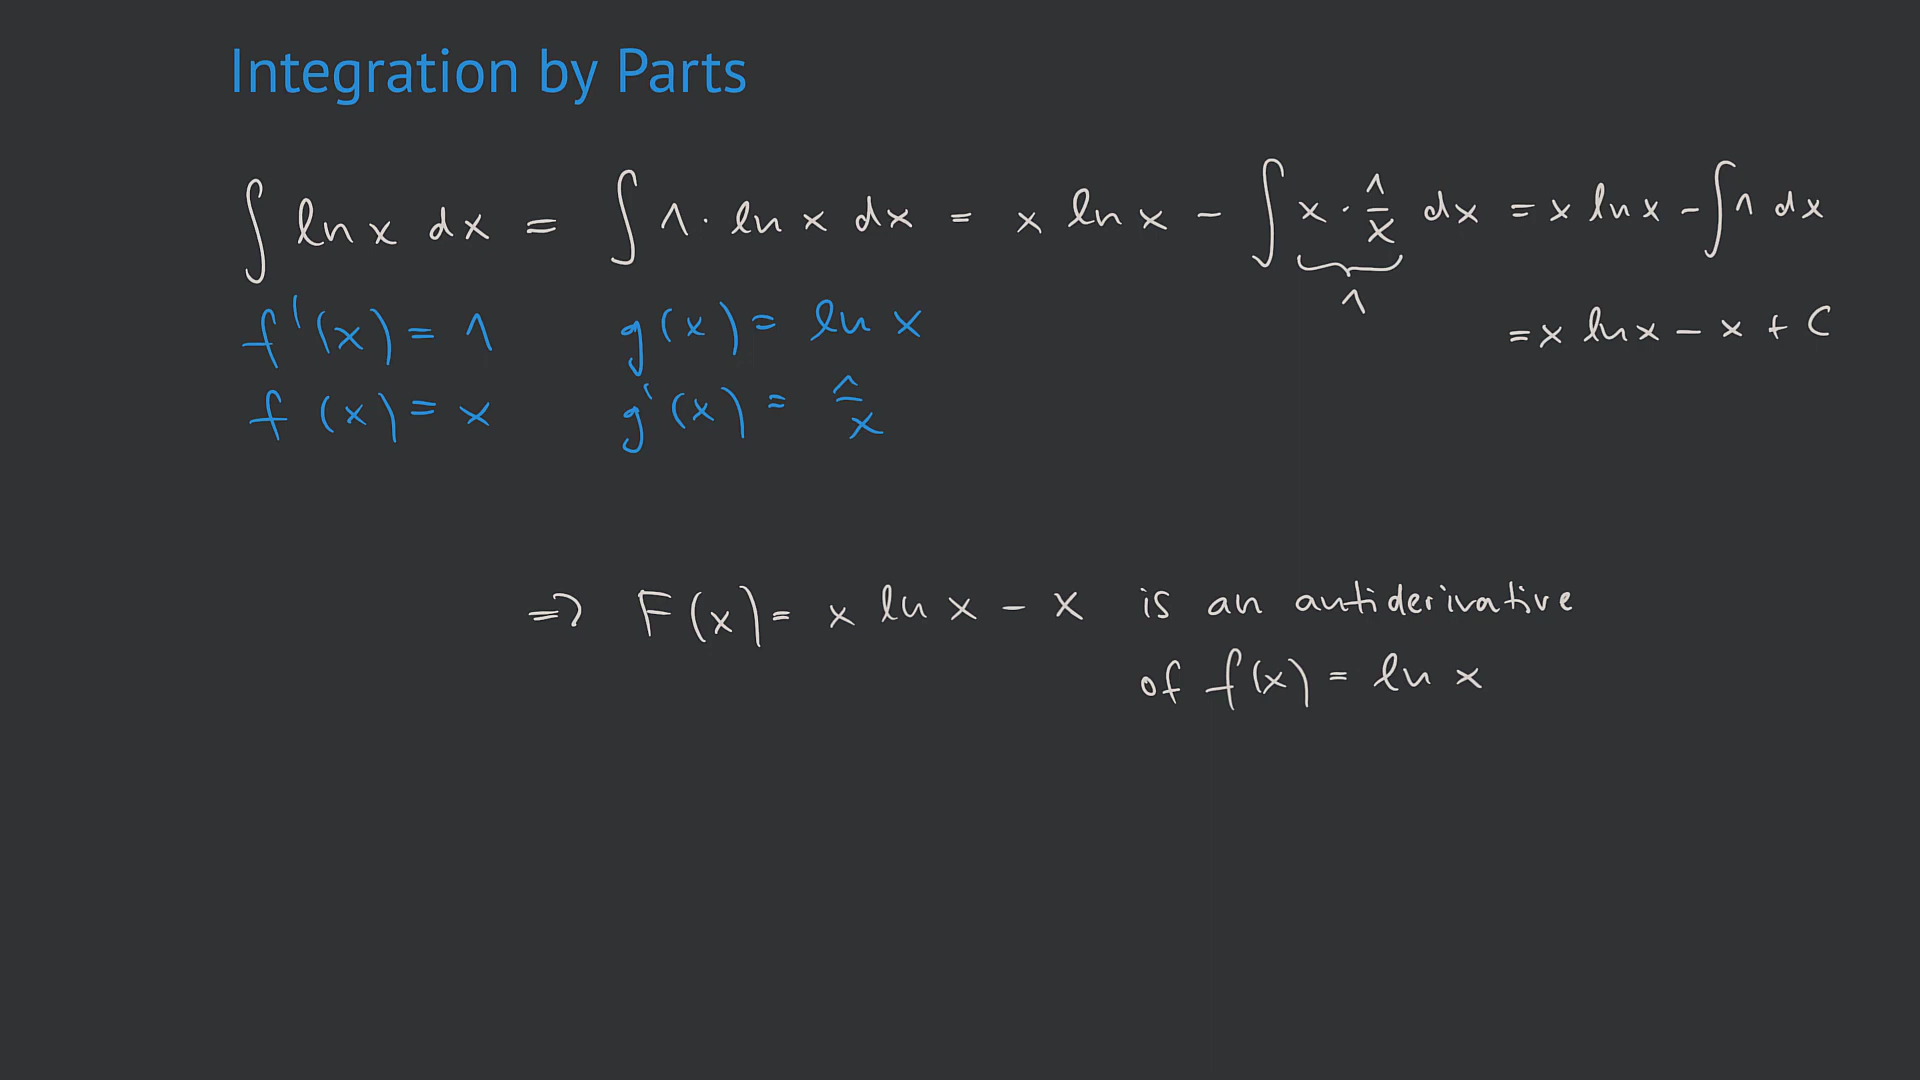 Integration by Parts
∫ ln x dx = ∫ 1 · ln x dx = x ln x − ∫ x · 1/x dx = x ln x − ∫ 1 dx
1
f'(x) = 1 g(x) = ln x
= x ln x − x + C
f (x) = x g'(x) = 1/x
=> F(x) = x ln x − x is an antiderivative
of f(x) = ln x